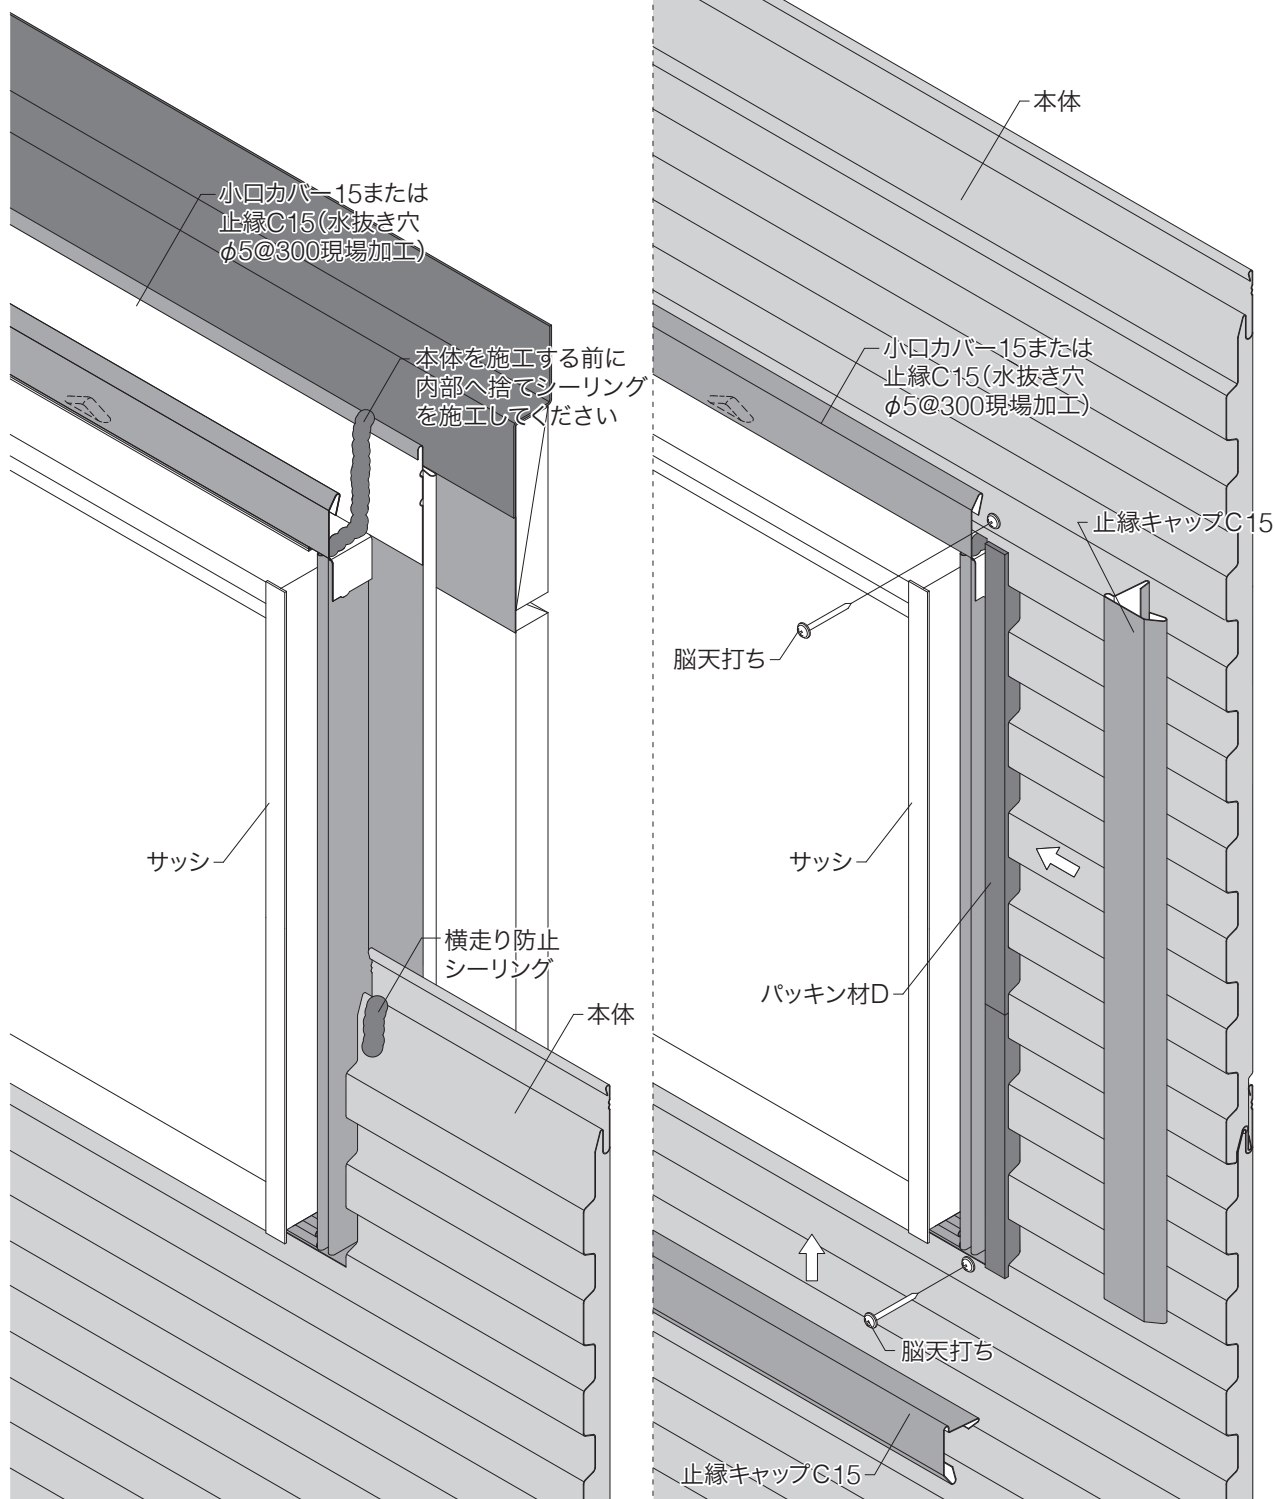 小口カバー15または
止縁C15(水抜き穴
φ5@300現場加工)
本体を施工する前に
内部へ捨てシーリング
を施工してください
サッシ
横走り防止
シーリング
本体
本体
小口カバー15または
止縁C15(水抜き穴
φ5@300現場加工)
止縁キャップC15
脳天打ち
サッシ
パッキン材D
脳天打ち
止縁キャップC15